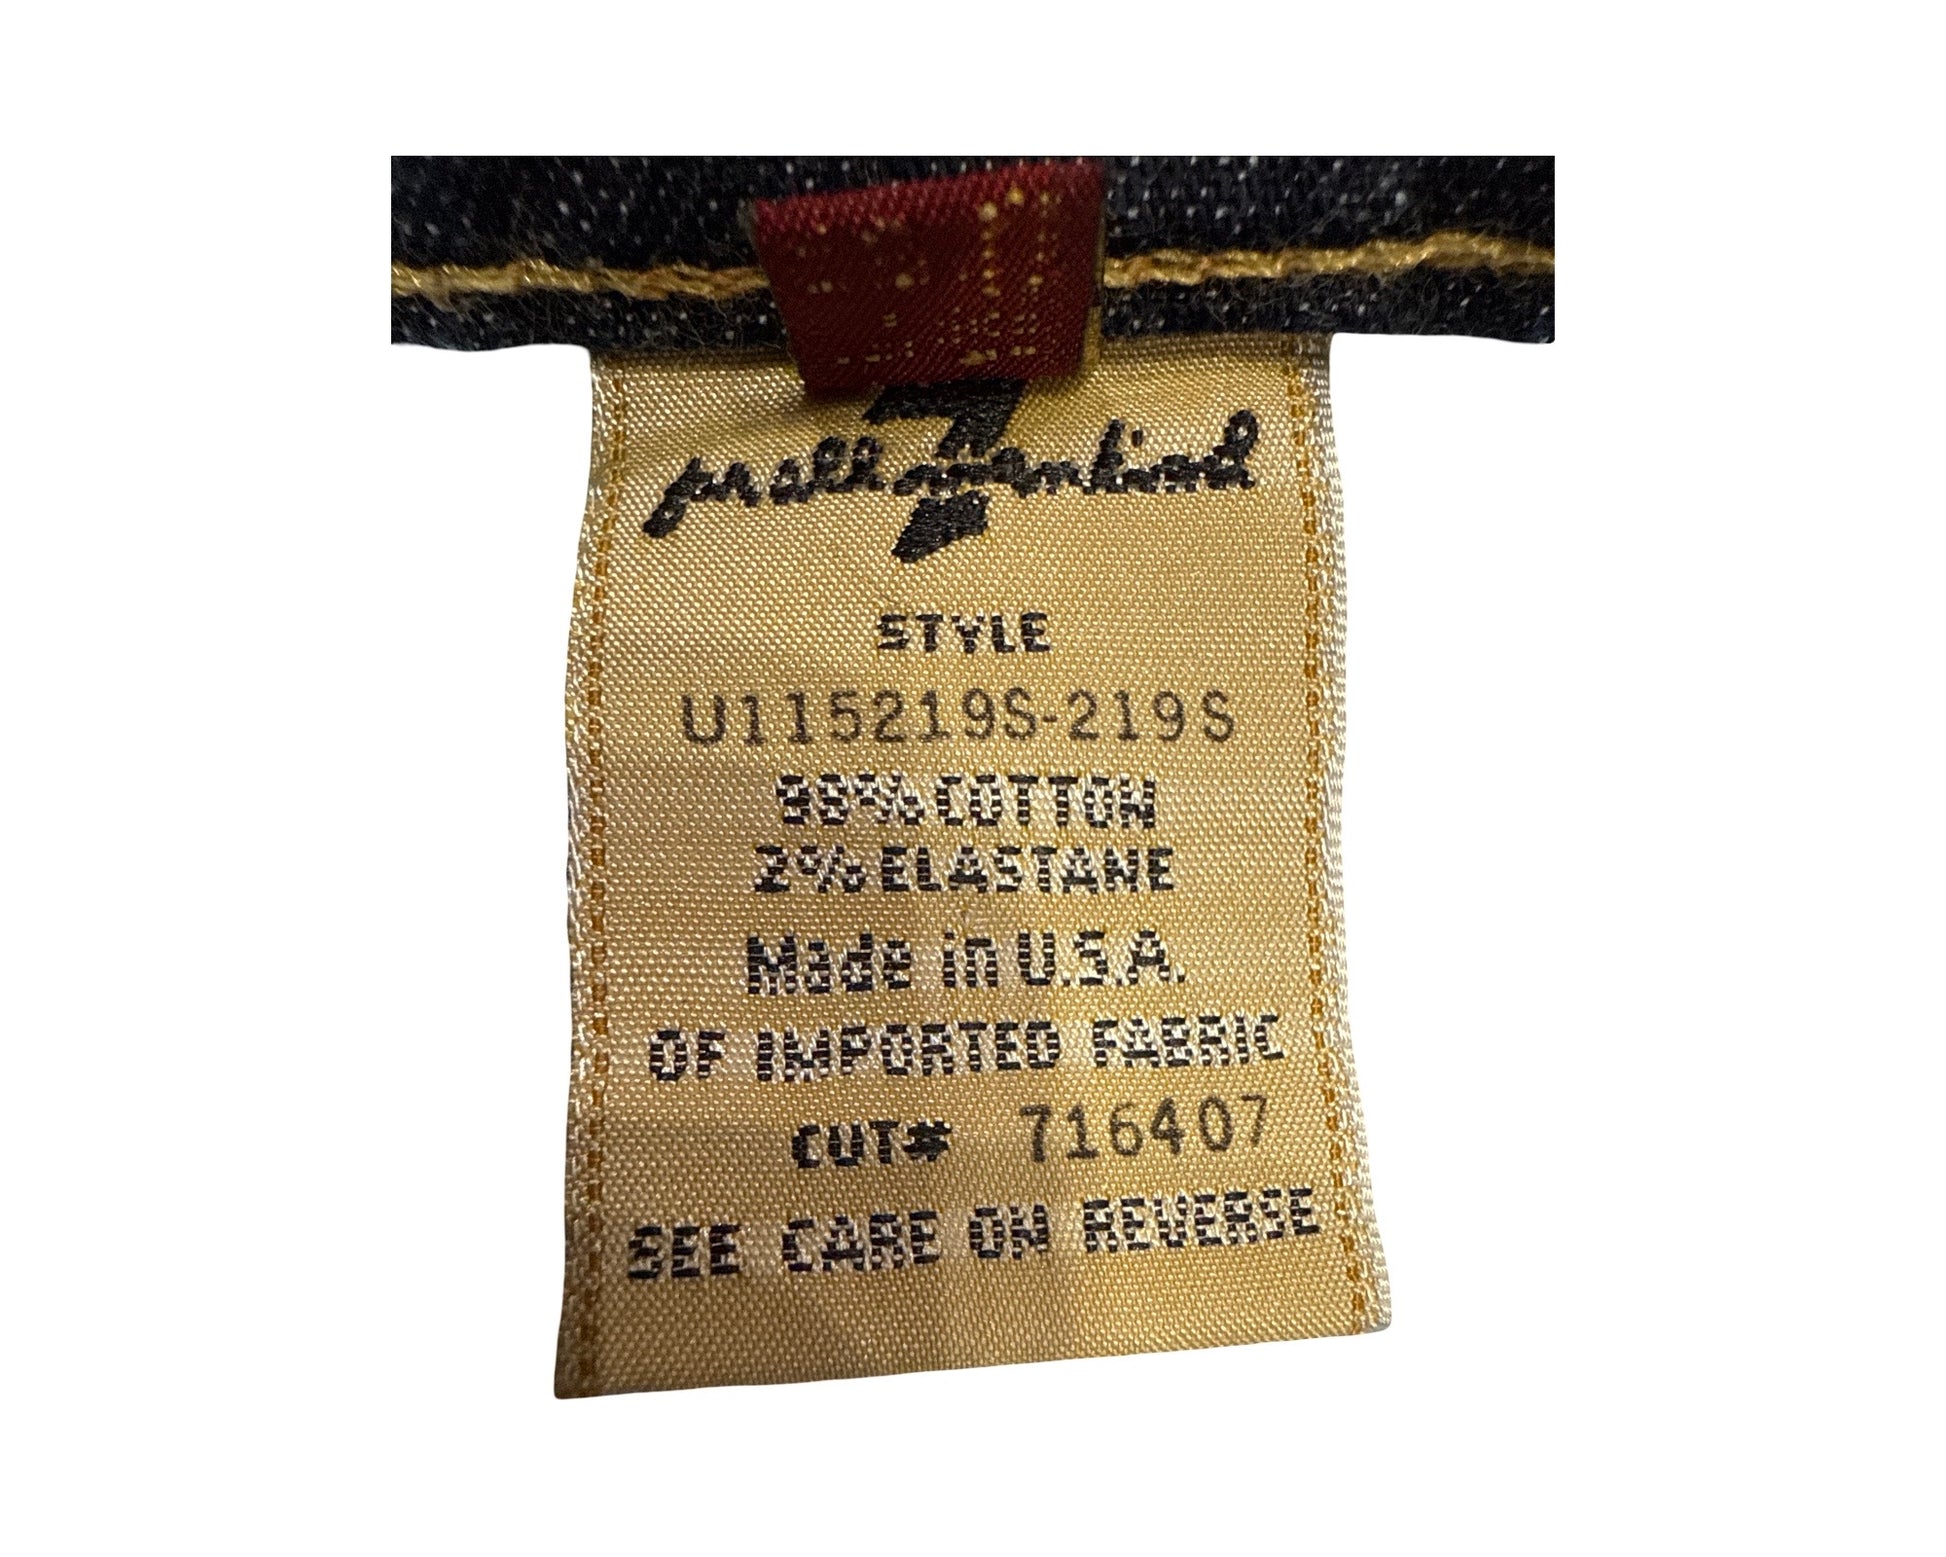 7
for all mankind
STYLE
U115219S-219S
98% COTTON
2% ELASTANE
Made in U.S.A.
OF IMPORTED FABRIC
CUT# 716407
SEE CARE ON REVERSE